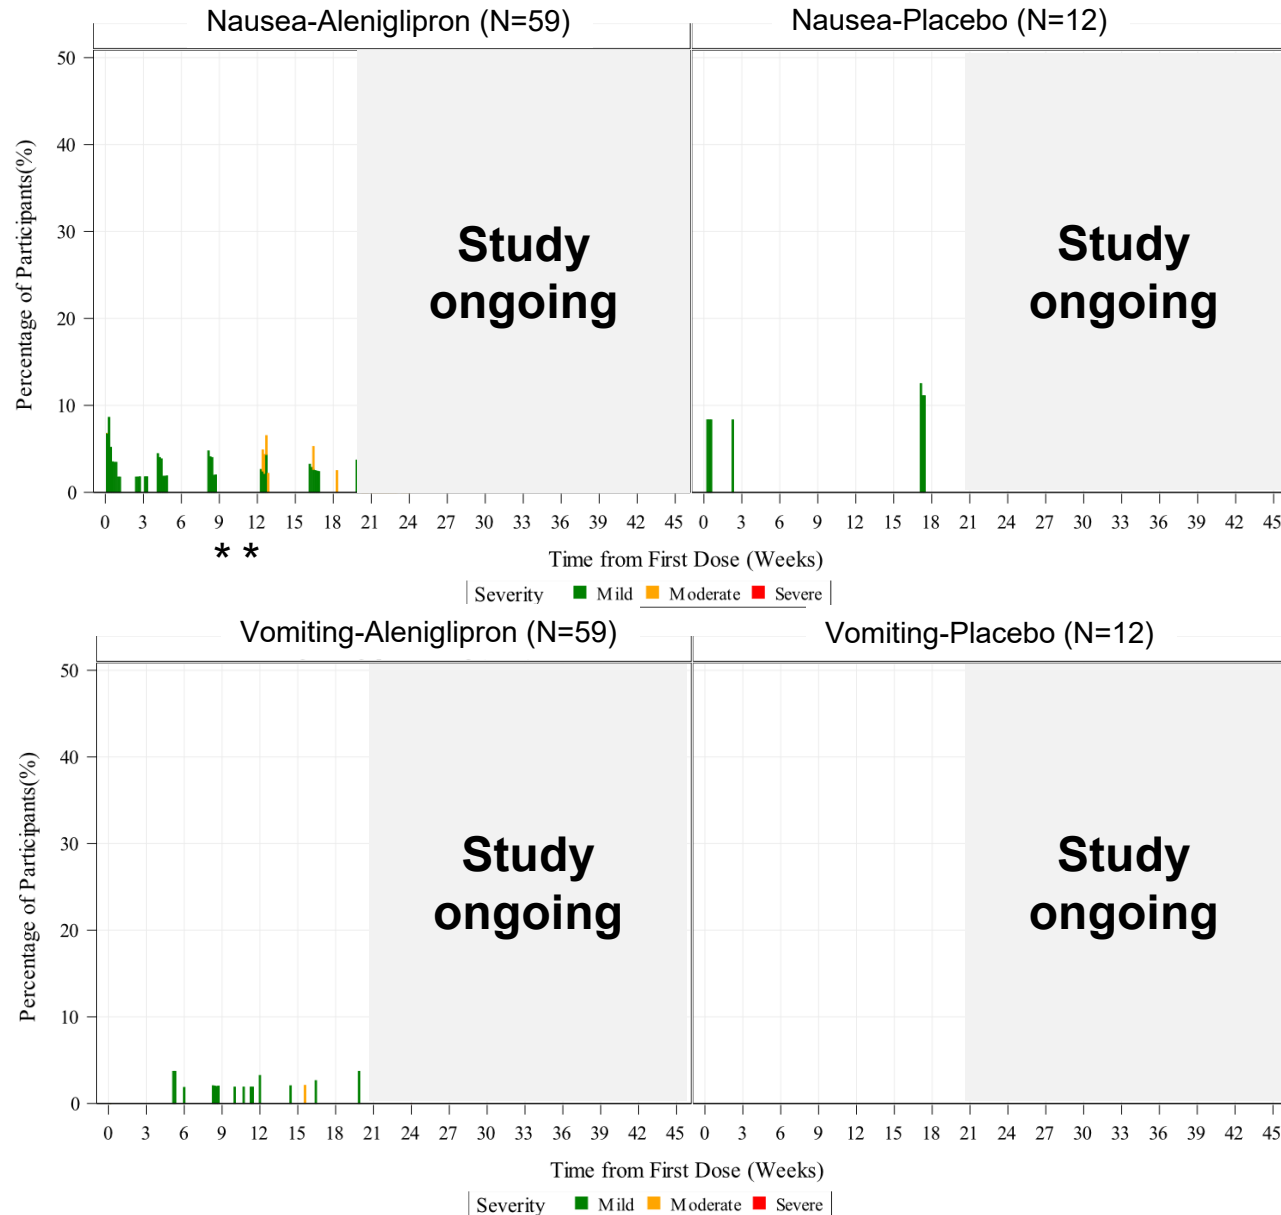 Nausea-Aleniglipron (N=59)
Nausea-Placebo (N=12)
Percentage of Participants(%)
50
40
30
20
10
0
Study
ongoing
Study
ongoing
0 3 6 9 12 15 18 21 24 27 30 33 36 39 42 45
0 3 6 9 12 15 18 21 24 27 30 33 36 39 42 45
* *
Time from First Dose (Weeks)
Severity Mild Moderate Severe
Vomiting-Aleniglipron (N=59)
Vomiting-Placebo (N=12)
Percentage of Participants(%)
50
40
30
20
10
0
Study
ongoing
Study
ongoing
0 3 6 9 12 15 18 21 24 27 30 33 36 39 42 45
0 3 6 9 12 15 18 21 24 27 30 33 36 39 42 45
Time from First Dose (Weeks)
Severity Mild Moderate Severe